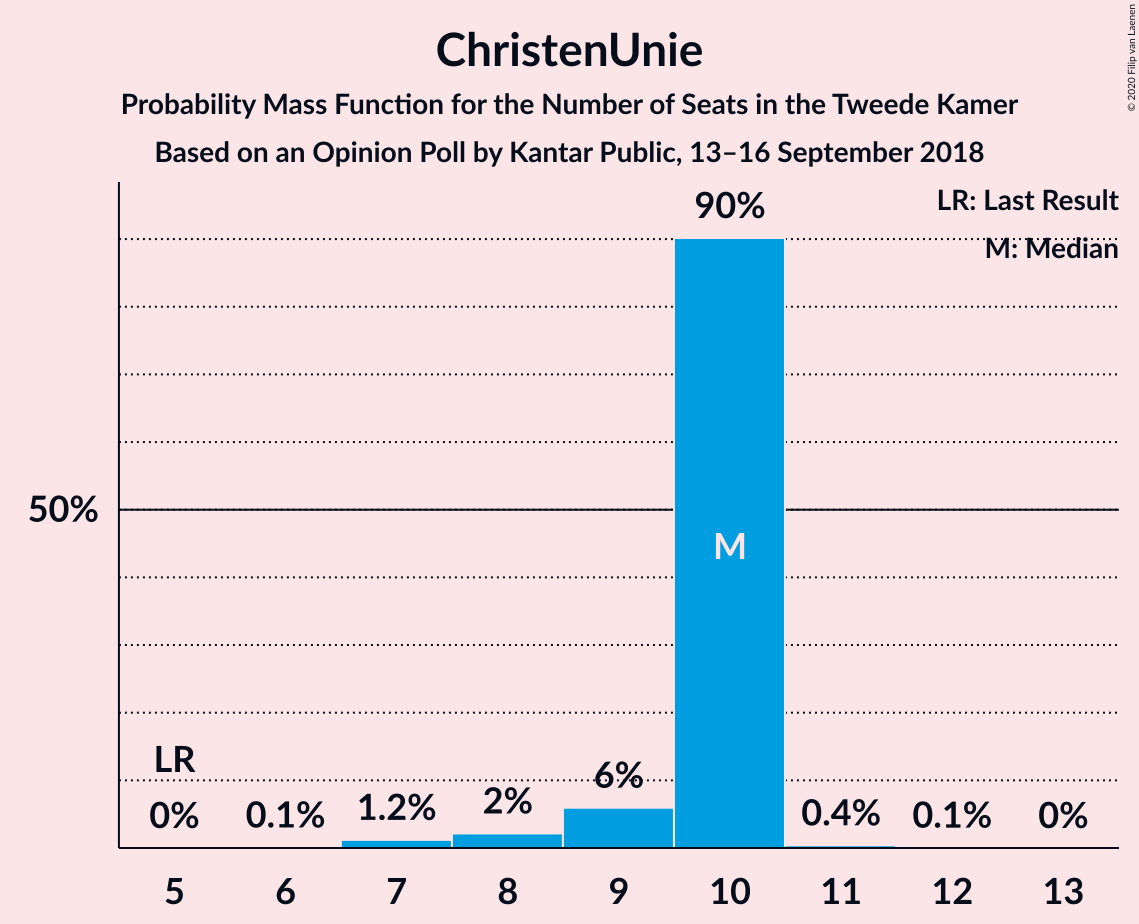 ChristenUnie
Probability Mass Function for the Number of Seats in the Tweede Kamer
Based on an Opinion Poll by Kantar Public, 13–16 September 2018
© 2020 Filip van Laenen
LR: Last Result
M: Median
90%
50%
M
LR
0%
0.1%
1.2%
2%
6%
0.4%
0.1%
0%
5 6 7 8 9 10 11 12 13